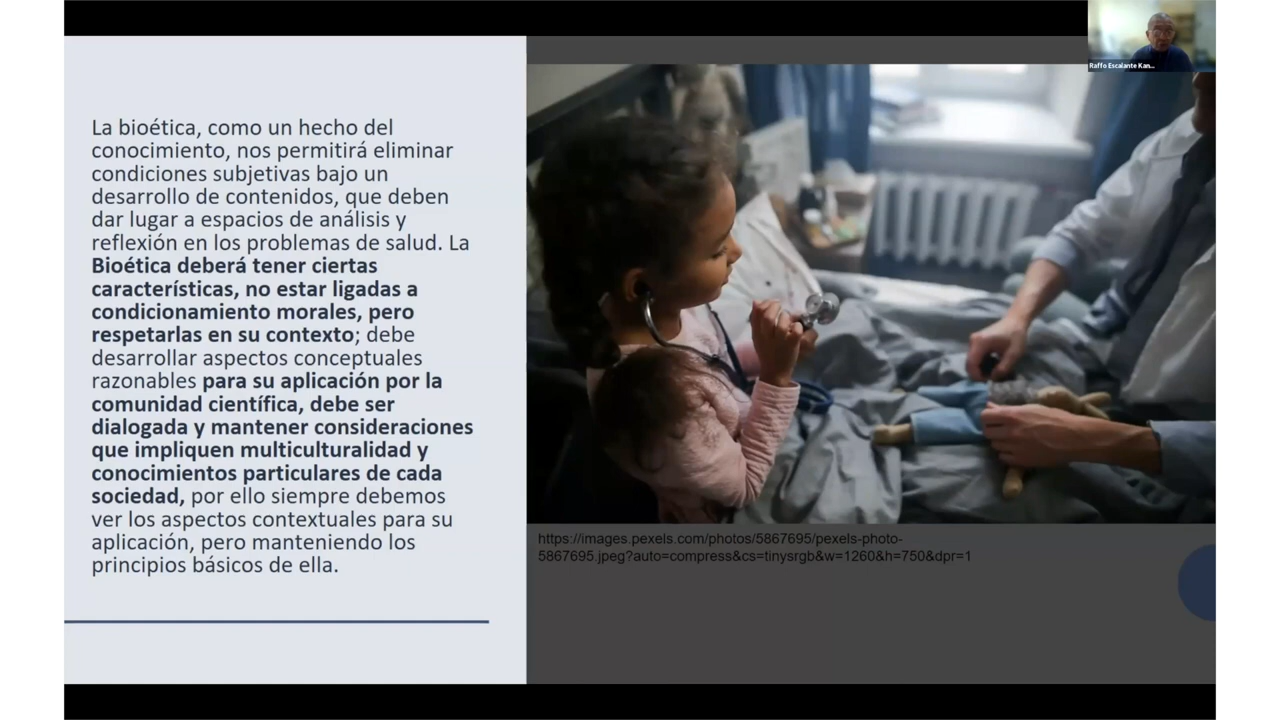 La bioética, como un hecho del
conocimiento, nos permitirá eliminar
condiciones subjetivas bajo un
desarrollo de contenidos, que deben
dar lugar a espacios de análisis y
reflexión en los problemas de salud. La
Bioética deberá tener ciertas
características, no estar ligadas a
condicionamiento morales, pero
respetarlas en su contexto; debe
desarrollar aspectos conceptuales
razonables para su aplicación por la
comunidad científica, debe ser
dialogada y mantener consideraciones
que impliquen multiculturalidad y
conocimientos particulares de cada
sociedad, por ello siempre debemos
ver los aspectos contextuales para su
aplicación, pero manteniendo los
principios básicos de ella.
https://images.pexels.com/photos/5867695/pexels-photo-
5867695.jpeg?auto=compress&cs=tinysrgb&w=1260&h=750&dpr=1
Raffo Escalante Kan...